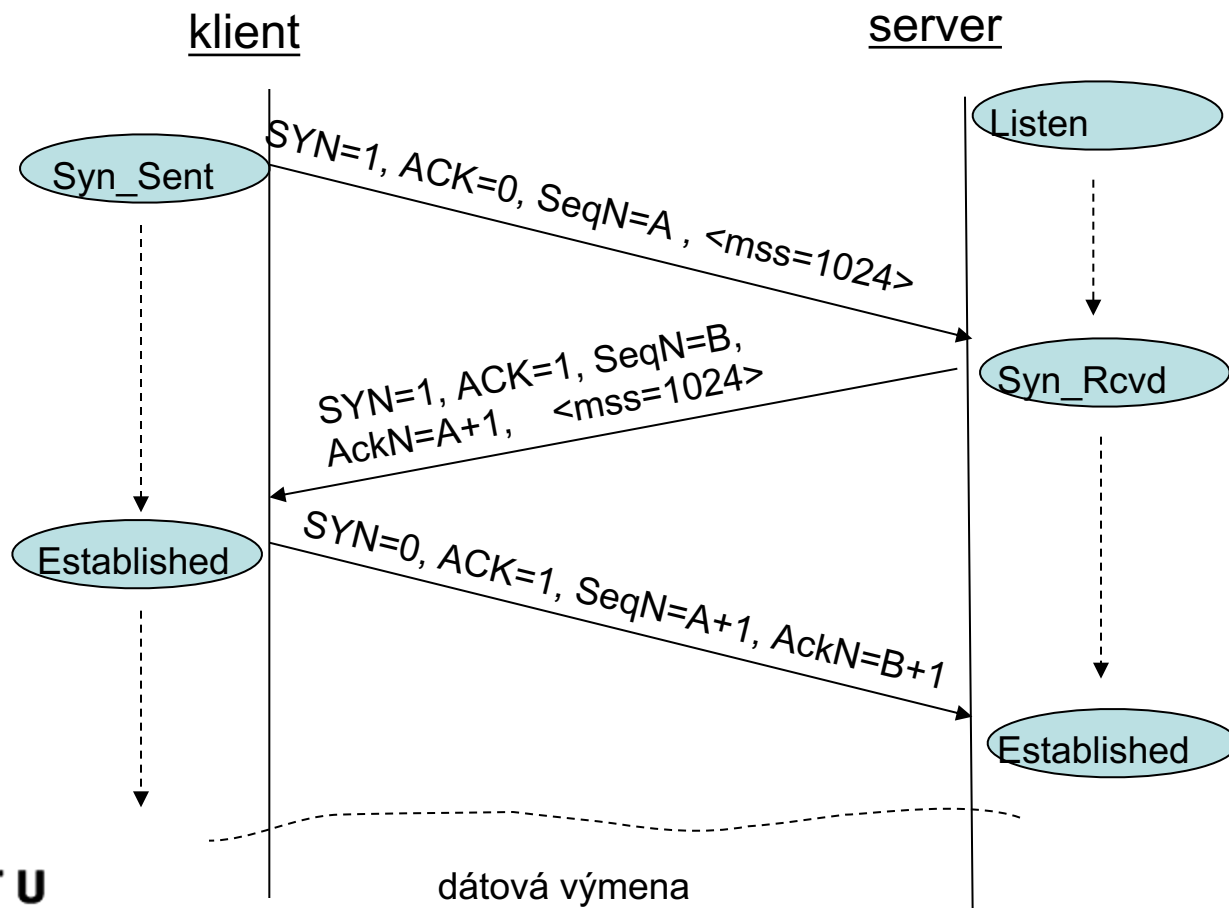 klient
server
Listen
Syn_Sent
SYN=1, ACK=0, SeqN=A , <mss=1024>
Syn_Rcvd
SYN=1, ACK=1, SeqN=B,
AckN=A+1, <mss=1024>
Established
SYN=0, ACK=1, SeqN=A+1, AckN=B+1
Established
dátová výmena
U